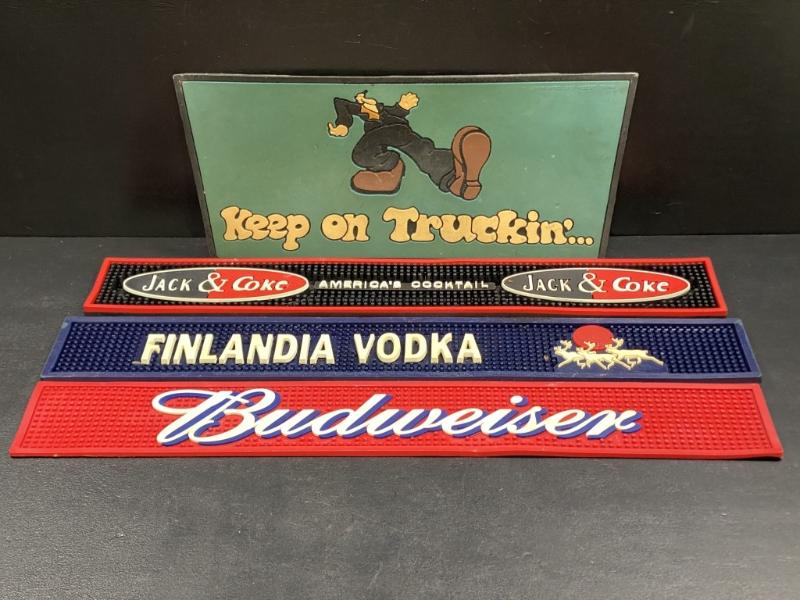 Keep on Truckin'...
JACK & COKE AMERICA'S COCKTAIL JACK & COKE
FINLANDIA VODKA
Budweiser